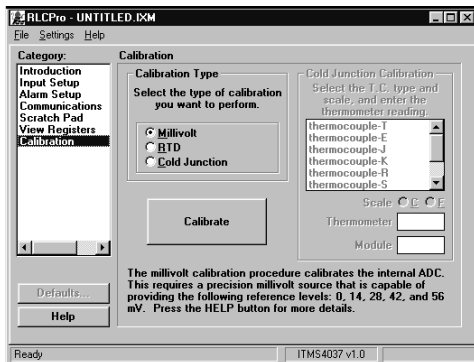 RLCPro - UNTITLED.IXM
File Settings Help
Category:
Introduction
Input Setup
Alarm Setup
Communications
Scratch Pad
View Registers
Calibration
Defaults...
Help
Calibration
Calibration Type
Select the type of calibration
you want to perform.
Millivolt
RTD
Cold Junction
Calibrate
Cold Junction Calibration
Select the T.C. type and
scale, and enter the
thermometer reading.
thermocouple-T
thermocouple-E
thermocouple-J
thermocouple-K
thermocouple-R
thermocouple-S
Scale C F
Thermometer
Module
The millivolt calibration procedure calibrates the internal ADC.
This requires a precision millivolt source that is capable of
providing the following reference levels: 0, 14, 28, 42, and 56
mV. Press the HELP button for more details.
Ready
ITMS4037 v1.0